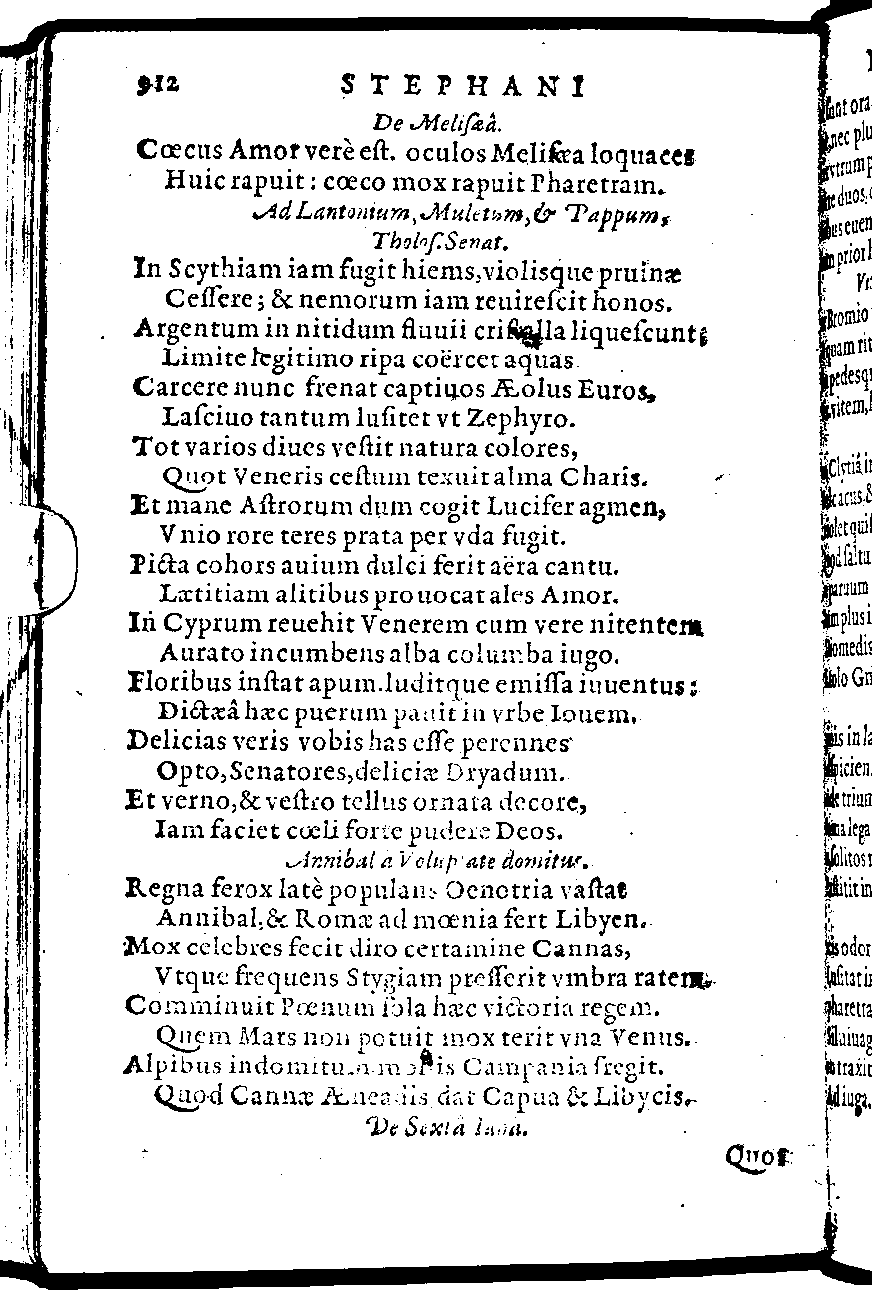 912 STEPHANI
De Melisæâ.
Cœcus Amor verè eſt. oculos Meliſæa loquaces
Huic rapuit : cœco mox rapuit Pharetram.
Ad Lantonium, Muletum, & Pappum,
Tholoſ. Senat.
In Scythiam iam fugit hiems, violisque pruinæ
Ceſſere ; & nemorum iam reuireſcit honos.
Argentum in nitidum fluuii criſtalla liqueſcunt ;
Limite legitimo ripa coërcet aquas.
Carcere nunc frenat captiuos Æolus Euros,
Laſciuo tantum luſitet vt Zephyro.
Tot varios diues veſtit natura colores,
Quot Veneris ceſtum texuit alma Charis.
Et mane Aſtrorum dum cogit Lucifer agmen,
Vnio rore teres prata per vda fugit.
Picta cohors auium dulci ferit aëra cantu.
Lætitiam alitibus prouocat ales Amor.
In Cyprum reuehit Venerem cum vere nitentem
Aurato incumbens alba columba iugo.
Floribus inſtat apum. luditque emiſſa iuuentus :
Dictæâ hæc puerum pauit in vrbe Iouem.
Delicias veris vobis has eſſe perennes
Opto, Senatores, deliciæ Dryadum.
Et verno, & veſtro tellus ornata decore,
Iam faciet cœli forte pudere Deos.
Annibal a Voluptate domitus.
Regna ferox latè populans Oenotria vaſtat
Annibal, & Romæ ad mœnia fert Libyen.
Mox celebres fecit diro certamine Cannas,
Vtque frequens Stygiam preſſerit vmbra ratem.
Comminuit Pœnum ſola hæc victoria regem.
Quem Mars non potuit mox terit vna Venus.
Alpibus indomitum mollis Campania fregit.
Quod Cannæ Æneadis dat Capua & Libycis.
De Sextâ
Quot